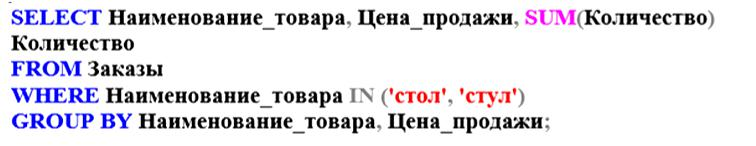 SELECT Наименование_товара, Цена_продажи, SUM(Количество)
Количество
FROM Заказы
WHERE Наименование_товара IN ('стол', 'стул')
GROUP BY Наименование_товара, Цена_продажи;